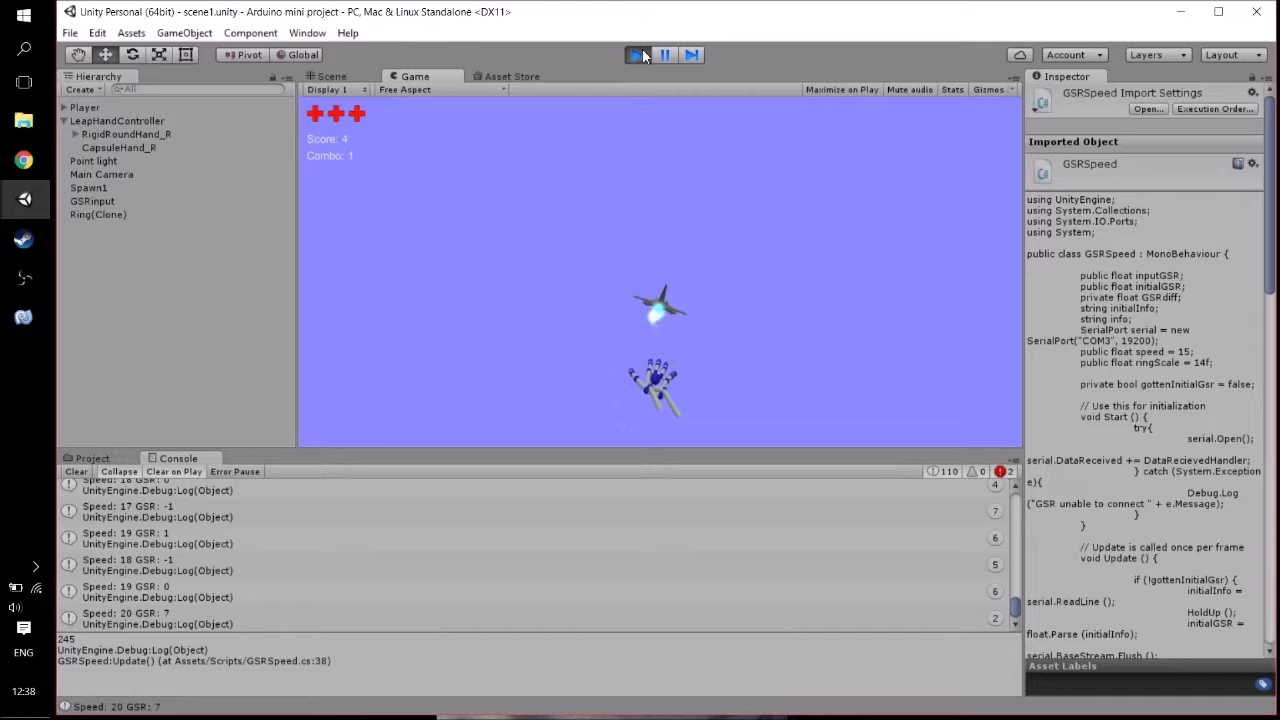 Unity Personal (64bit) - scene1.unity - Arduino mini project - PC, Mac & Linux Standalone <DX11>
File Edit Assets GameObject Component Window Help
Pivot Global Account Layers Layout
Hierarchy
Create All
Player
LeapHandController
RigidRoundHand_R
CapsuleHand_R
Point light
Main Camera
Spawn1
GSRinput
Ring(Clone)
Scene Game Asset Store
Display 1 Free Aspect Maximize on Play Mute audio Stats Gizmos
Score: 4
Combo: 1
Project Console
Clear Collapse Clear on Play Error Pause 110 0 2
Speed: 18 GSR: 0
UnityEngine.Debug:Log(Object) 4
Speed: 17 GSR: -1
UnityEngine.Debug:Log(Object) 7
Speed: 19 GSR: 1
UnityEngine.Debug:Log(Object) 6
Speed: 18 GSR: -1
UnityEngine.Debug:Log(Object) 5
Speed: 19 GSR: 0
UnityEngine.Debug:Log(Object) 6
Speed: 20 GSR: 7
UnityEngine.Debug:Log(Object) 2
245
UnityEngine.Debug:Log(Object)
GSRSpeed:Update() (at Assets/Scripts/GSRSpeed.cs:38)
Speed: 20 GSR: 7
Inspector
GSRSpeed Import Settings
Open... Execution Order...
Imported Object
GSRSpeed
using UnityEngine;
using System.Collections;
using System.IO.Ports;
using System;
public class GSRSpeed : MonoBehaviour {
public float inputGSR;
public float initialGSR;
private float GSRdiff;
string initialInfo;
string info;
SerialPort serial = new
SerialPort("COM3", 19200);
public float speed = 15;
public float ringScale = 14f;
private bool gottenInitialGsr = false;
// Use this for initialization
void Start () {
try{
serial.Open();
serial.DataReceived += DataRecievedHandler;
} catch (System.Exception
e){
Debug.Log
("GSR unable to connect " + e.Message);
}
}
// Update is called once per frame
void Update () {
if (!gottenInitialGsr) {
initialInfo =
serial.ReadLine ();
HoldUp ();
initialGSR =
float.Parse (initialInfo);
serial.BaseStream.Flush ();
Asset Labels
ENG
12:38